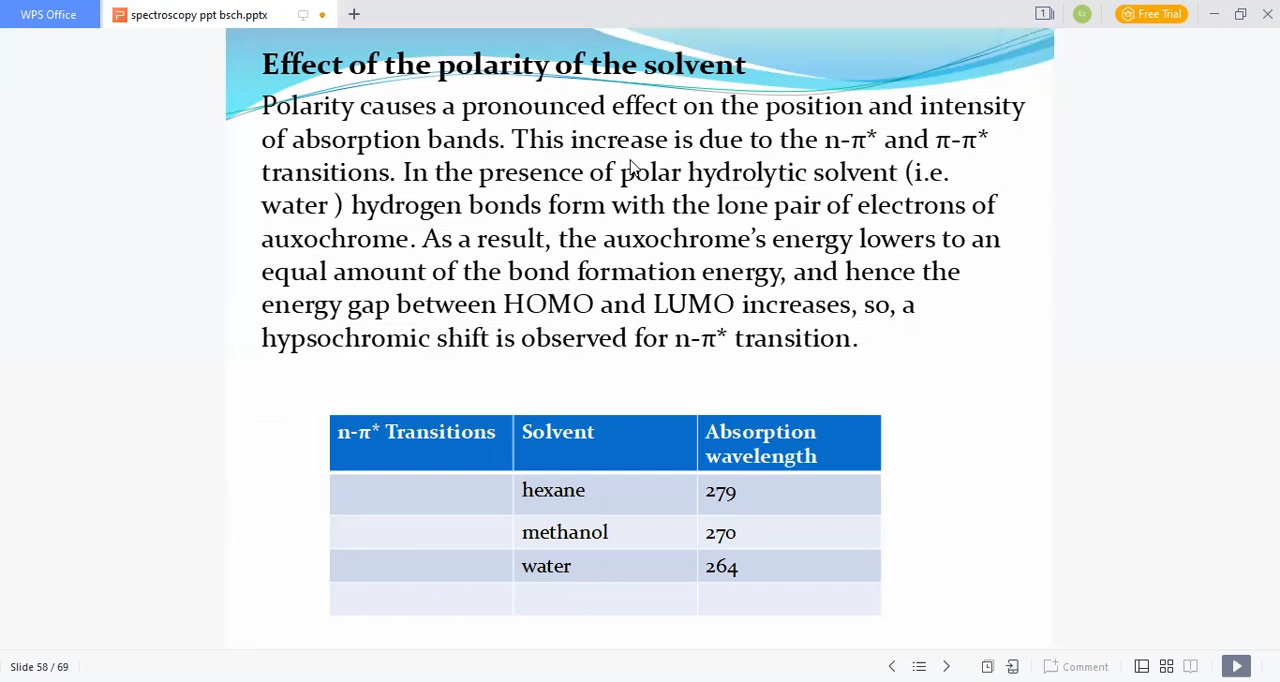 WPS Office
spectroscopy ppt bsch.pptx
1
Ez
Free Trial
Effect of the polarity of the solvent
Polarity causes a pronounced effect on the position and intensity
of absorption bands. This increase is due to the n-π* and π-π*
transitions. In the presence of polar hydrolytic solvent (i.e.
water ) hydrogen bonds form with the lone pair of electrons of
auxochrome. As a result, the auxochrome’s energy lowers to an
equal amount of the bond formation energy, and hence the
energy gap between HOMO and LUMO increases, so, a
hypsochromic shift is observed for n-π* transition.
n-π* Transitions Solvent Absorption
wavelength
hexane 279
methanol 270
water 264
Slide 58 / 69
Comment